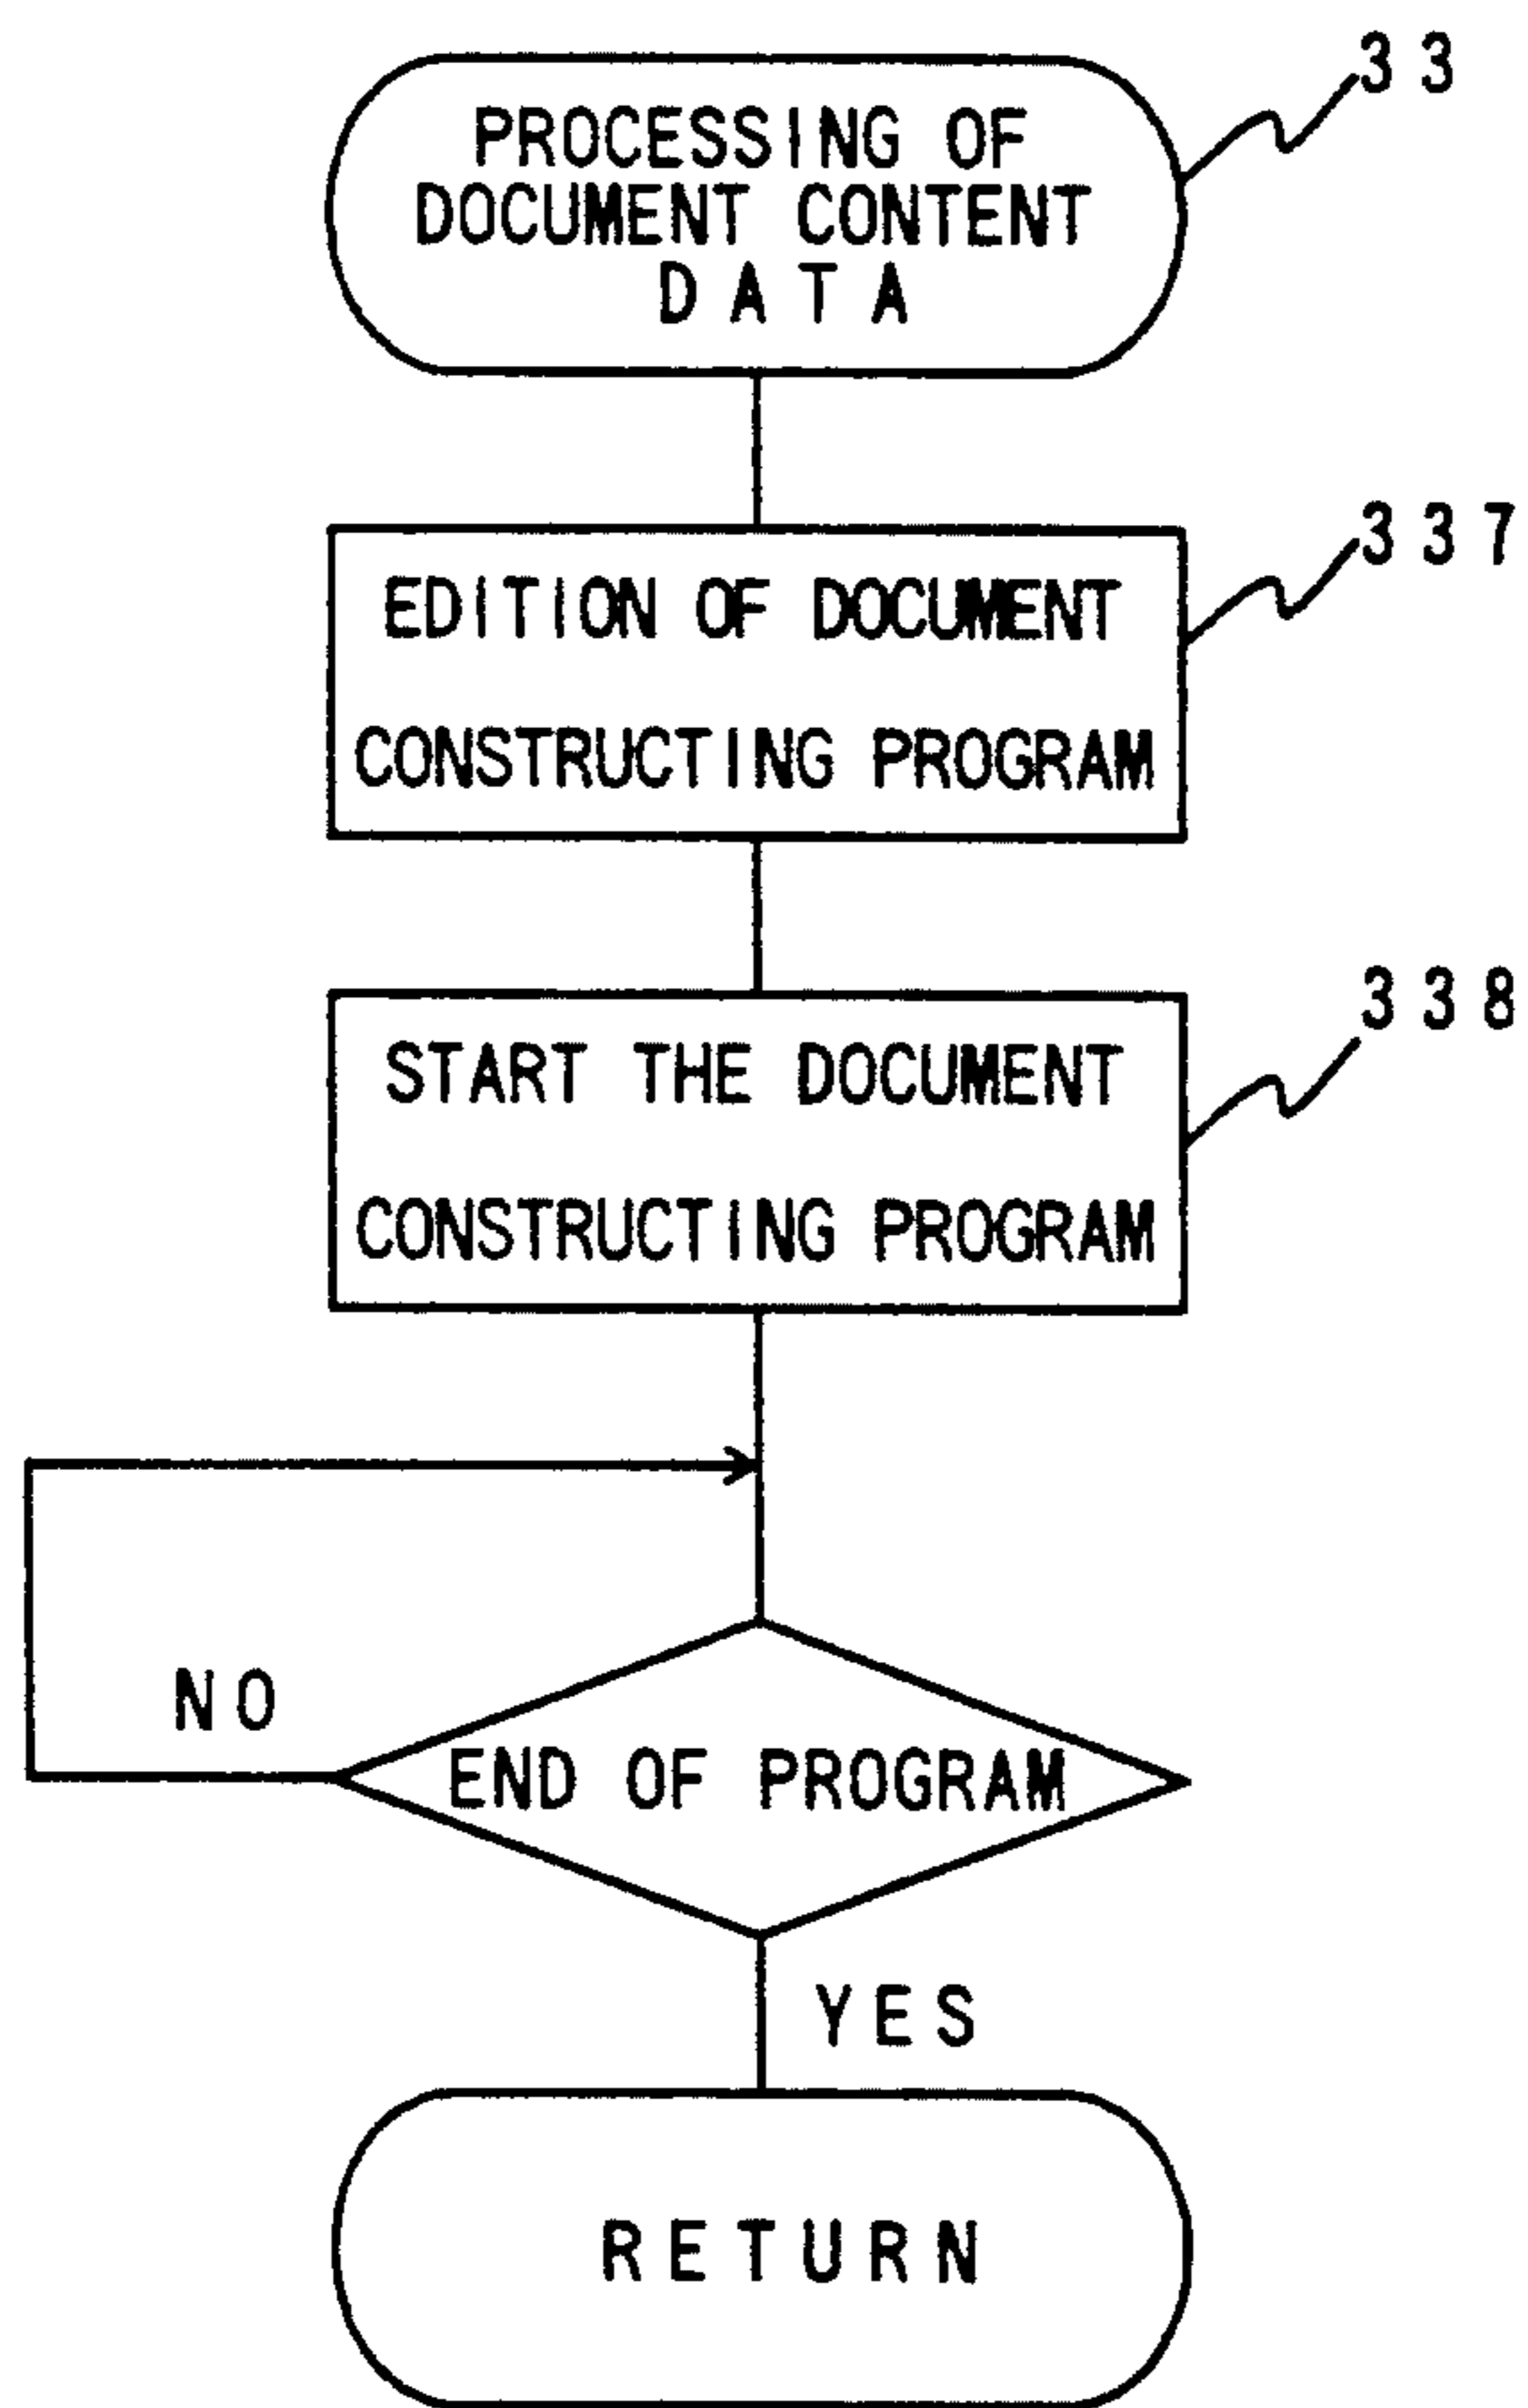 33
PROCESSING OF
DOCUMENT CONTENT
DATA
337
EDITION OF DOCUMENT
CONSTRUCTING PROGRAM
338
START THE DOCUMENT
CONSTRUCTING PROGRAM
NO
END OF PROGRAM
YES
RETURN